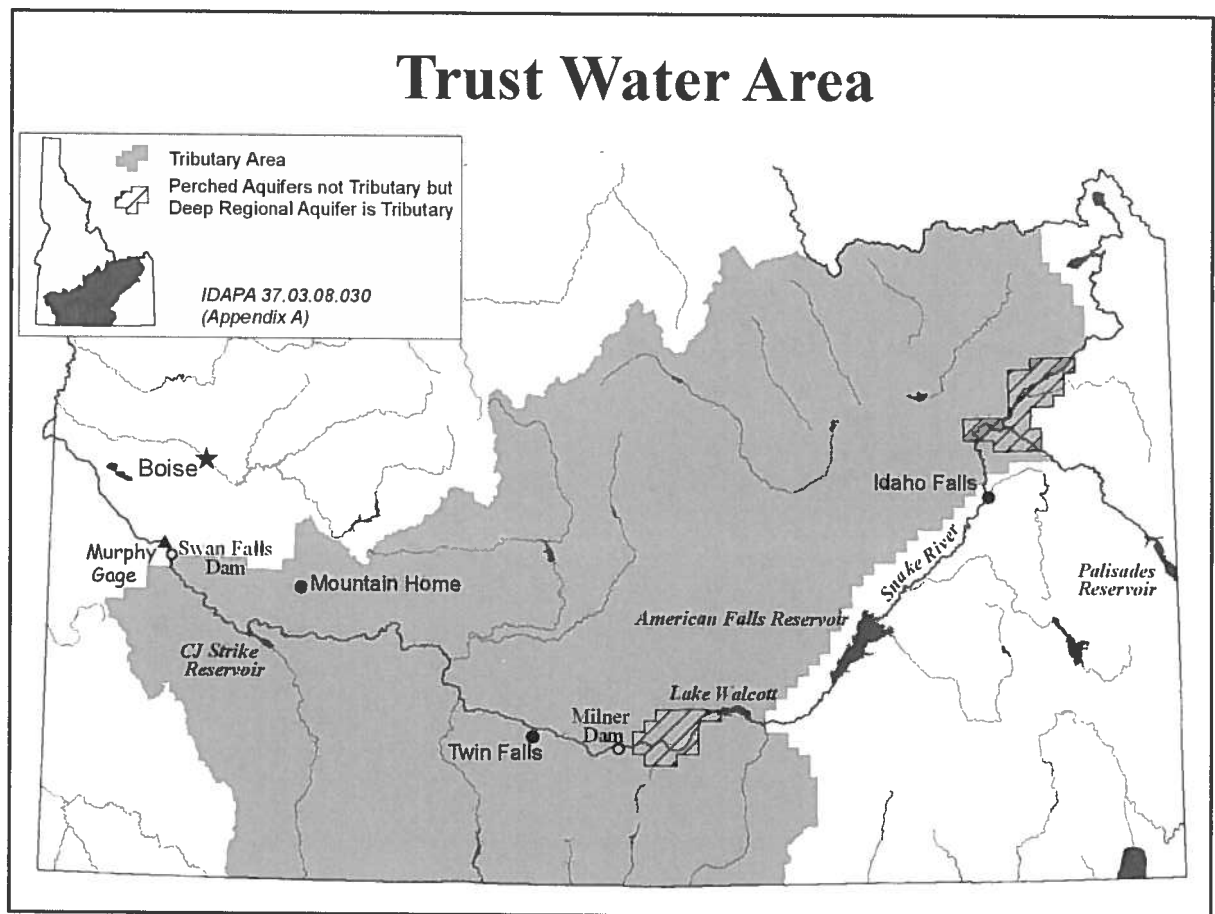 Trust Water Area
Tributary Area
Perched Aquifers not Tributary but
Deep Regional Aquifer is Tributary
IDAPA 37.03.08.030
(Appendix A)
Boise
Idaho Falls
Murphy
Gage
Swan Falls
Dam
Mountain Home
Snake River
Palisades
Reservoir
American Falls Reservoir
CJ Strike
Reservoir
Lake Walcott
Milner
Dam
Twin Falls